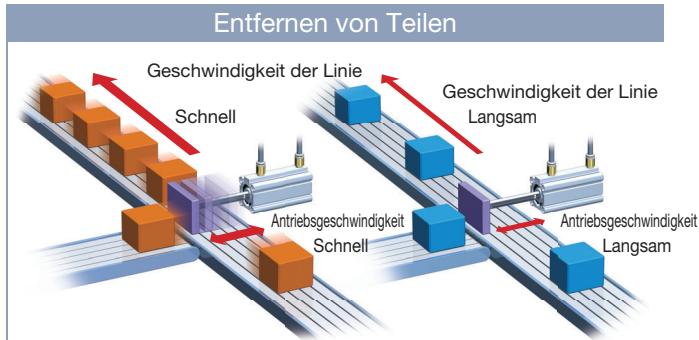 Entfernen von Teilen
Geschwindigkeit der Linie
Schnell
Antriebsgeschwindigkeit
Schnell
Geschwindigkeit der Linie
Langsam
Antriebsgeschwindigkeit
Langsam